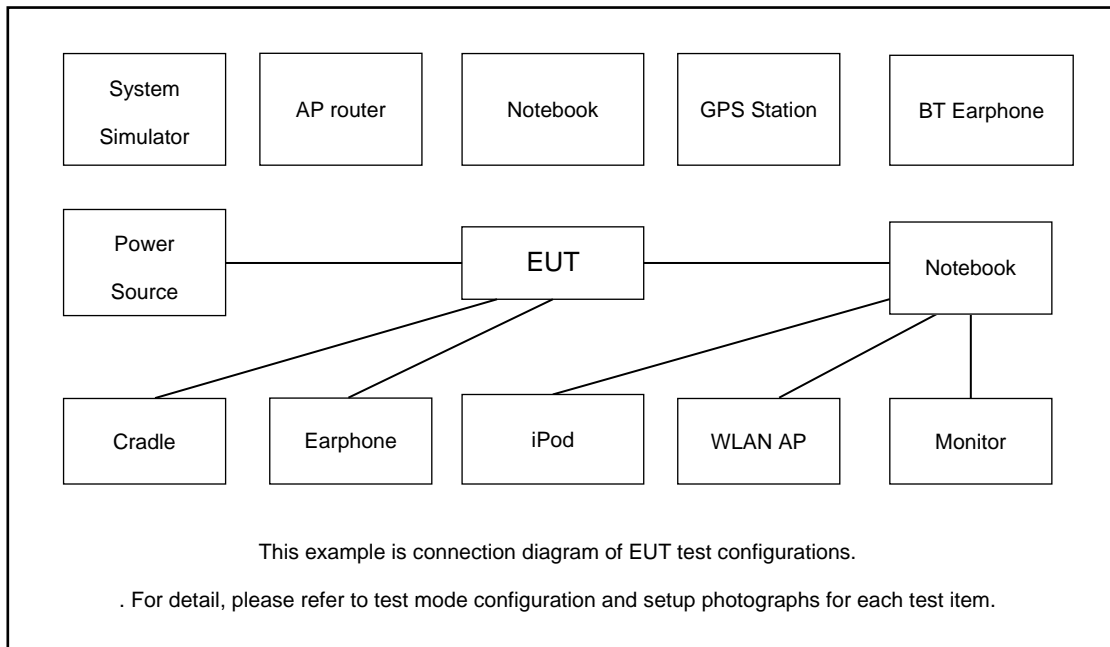 System
Simulator
AP router
Notebook
GPS Station
BT Earphone
Power
Source
EUT
Notebook
Cradle
Earphone
iPod
WLAN AP
Monitor
This example is connection diagram of EUT test configurations.
. For detail, please refer to test mode configuration and setup photographs for each test item.